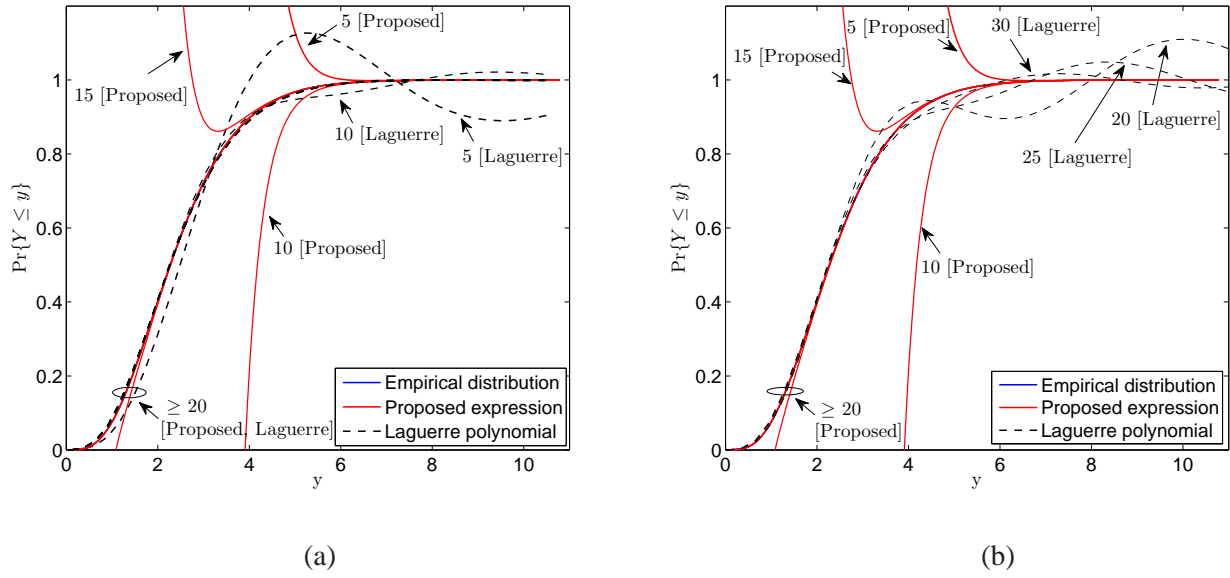 5 [Proposed]
15 [Proposed]
10 [Laguerre]
5 [Laguerre]
10 [Proposed]
≥ 20
[Proposed, Laguerre]
Pr{Y ≤ y}
1
0.8
0.6
0.4
0.2
0
0 2 4 6 8 10
y
Empirical distribution
Proposed expression
Laguerre polynomial
(a)
30 [Laguerre]
5 [Proposed]
15 [Proposed]
20 [Laguerre]
25 [Laguerre]
10 [Proposed]
≥ 20
[Proposed]
Pr{Y ≤ y}
1
0.8
0.6
0.4
0.2
0
0 2 4 6 8 10
y
Empirical distribution
Proposed expression
Laguerre polynomial
(b)